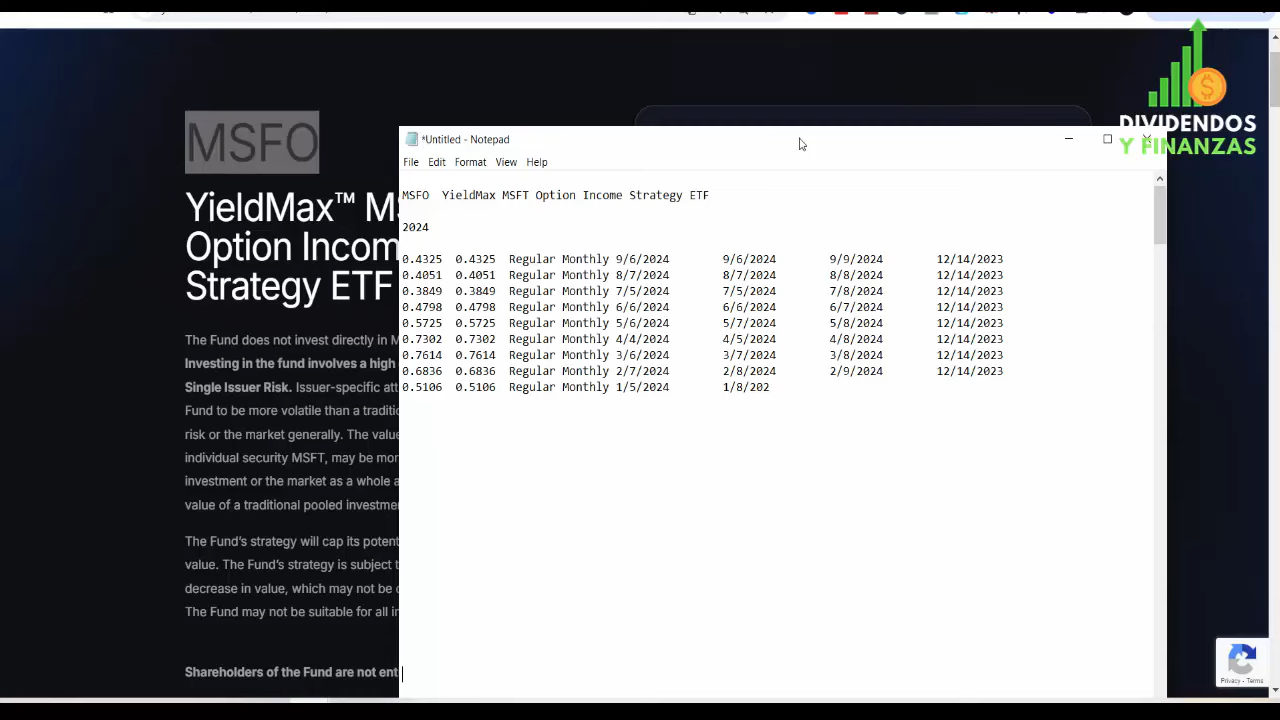 MSFO
YieldMax™ M
Option Incom
Strategy ETF
The Fund does not invest directly in M
Investing in the fund involves a high
Single Issuer Risk. Issuer-specific
Fund to be more volatile than a
risk or the market generally. The value
individual security MSFT, may be
investment or the market as a whole
value of a traditional pooled
The Fund's strategy will cap its
value. The Fund's strategy is subject
decrease in value, which may not be
The Fund may not be suitable for all
Shareholders of the Fund are not
*Untitled - Notepad
File Edit Format View Help
MSFO YieldMax MSFT Option Income Strategy ETF
2024
0.4325 0.4325 Regular Monthly 9/6/2024 9/6/2024 9/9/2024 12/14/2023
0.4051 0.4051 Regular Monthly 8/7/2024 8/7/2024 8/8/2024 12/14/2023
0.3849 0.3849 Regular Monthly 7/5/2024 7/5/2024 7/8/2024 12/14/2023
0.4798 0.4798 Regular Monthly 6/6/2024 6/6/2024 6/7/2024 12/14/2023
0.5725 0.5725 Regular Monthly 5/6/2024 5/7/2024 5/8/2024 12/14/2023
0.7302 0.7302 Regular Monthly 4/4/2024 4/5/2024 4/8/2024 12/14/2023
0.7614 0.7614 Regular Monthly 3/6/2024 3/7/2024 3/8/2024 12/14/2023
0.6836 0.6836 Regular Monthly 2/7/2024 2/8/2024 2/9/2024 12/14/2023
0.5106 0.5106 Regular Monthly 1/5/2024 1/8/202
$
DIVIDENDOS
Y FINANZAS
Privacy - Terms